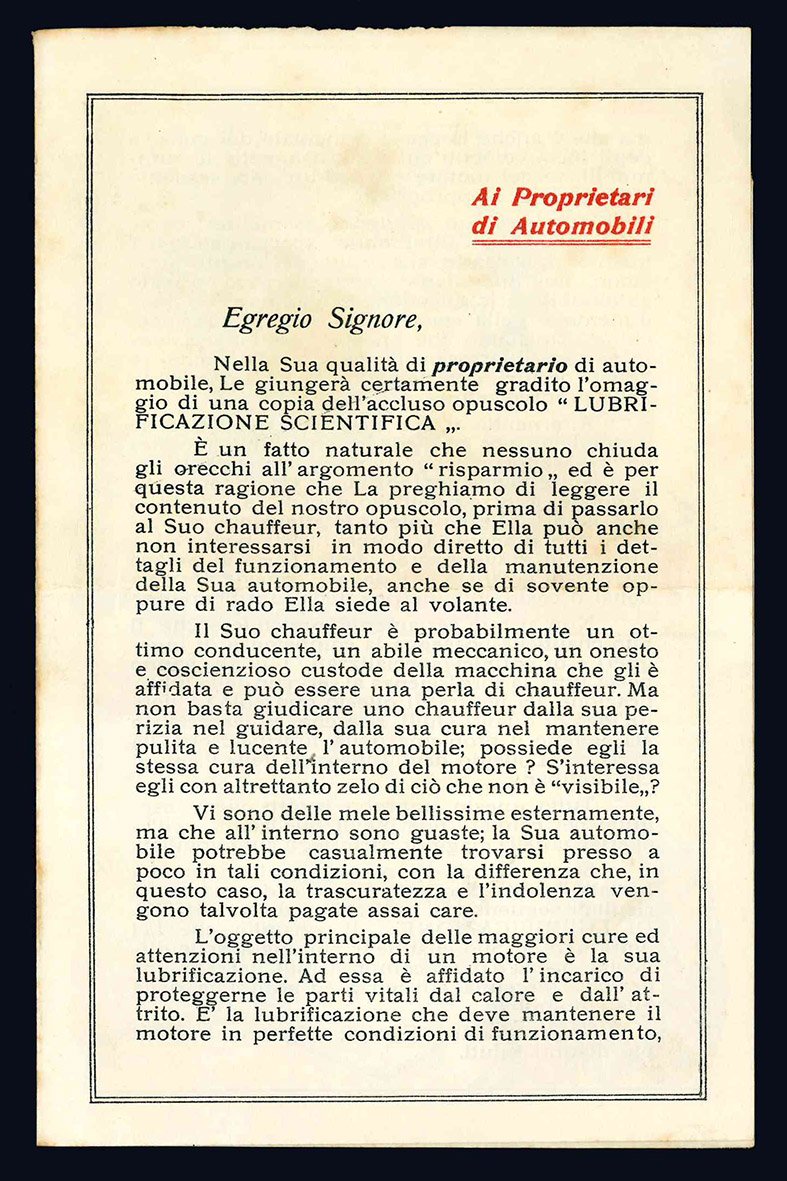 Ai Proprietari
di Automobili
Egregio Signore,
Nella Sua qualità di proprietario di auto-
mobile, Le giungerà certamente gradito l'omag-
gio di una copia dell'accluso opuscolo “ LUBRI-
FICAZIONE SCIENTIFICA „.
È un fatto naturale che nessuno chiuda
gli orecchi all' argomento “ risparmio „ ed è per
questa ragione che La preghiamo di leggere il
contenuto del nostro opuscolo, prima di passarlo
al Suo chauffeur, tanto più che Ella può anche
non interessarsi in modo diretto di tutti i det-
tagli del funzionamento e della manutenzione
della Sua automobile, anche se di sovente op-
pure di rado Ella siede al volante.
Il Suo chauffeur è probabilmente un ot-
timo conducente, un abile meccanico, un onesto
e coscienzioso custode della macchina che gli è
affidata e può essere una perla di chauffeur. Ma
non basta giudicare uno chauffeur dalla sua pe-
rizia nel guidare, dalla sua cura nel mantenere
pulita e lucente l' automobile; possiede egli la
stessa cura dell'interno del motore ? S'interessa
egli con altrettanto zelo di ciò che non è “visibile„?
Vi sono delle mele bellissime esternamente,
ma che all' interno sono guaste; la Sua automo-
bile potrebbe casualmente trovarsi presso a
poco in tali condizioni, con la differenza che, in
questo caso, la trascuratezza e l'indolenza ven-
gono talvolta pagate assai care.
L'oggetto principale delle maggiori cure ed
attenzioni nell'interno di un motore è la sua
lubrificazione. Ad essa è affidato l' incarico di
proteggerne le parti vitali dal calore e dall' at-
trito. E' la lubrificazione che deve mantenere il
motore in perfette condizioni di funzionamento,